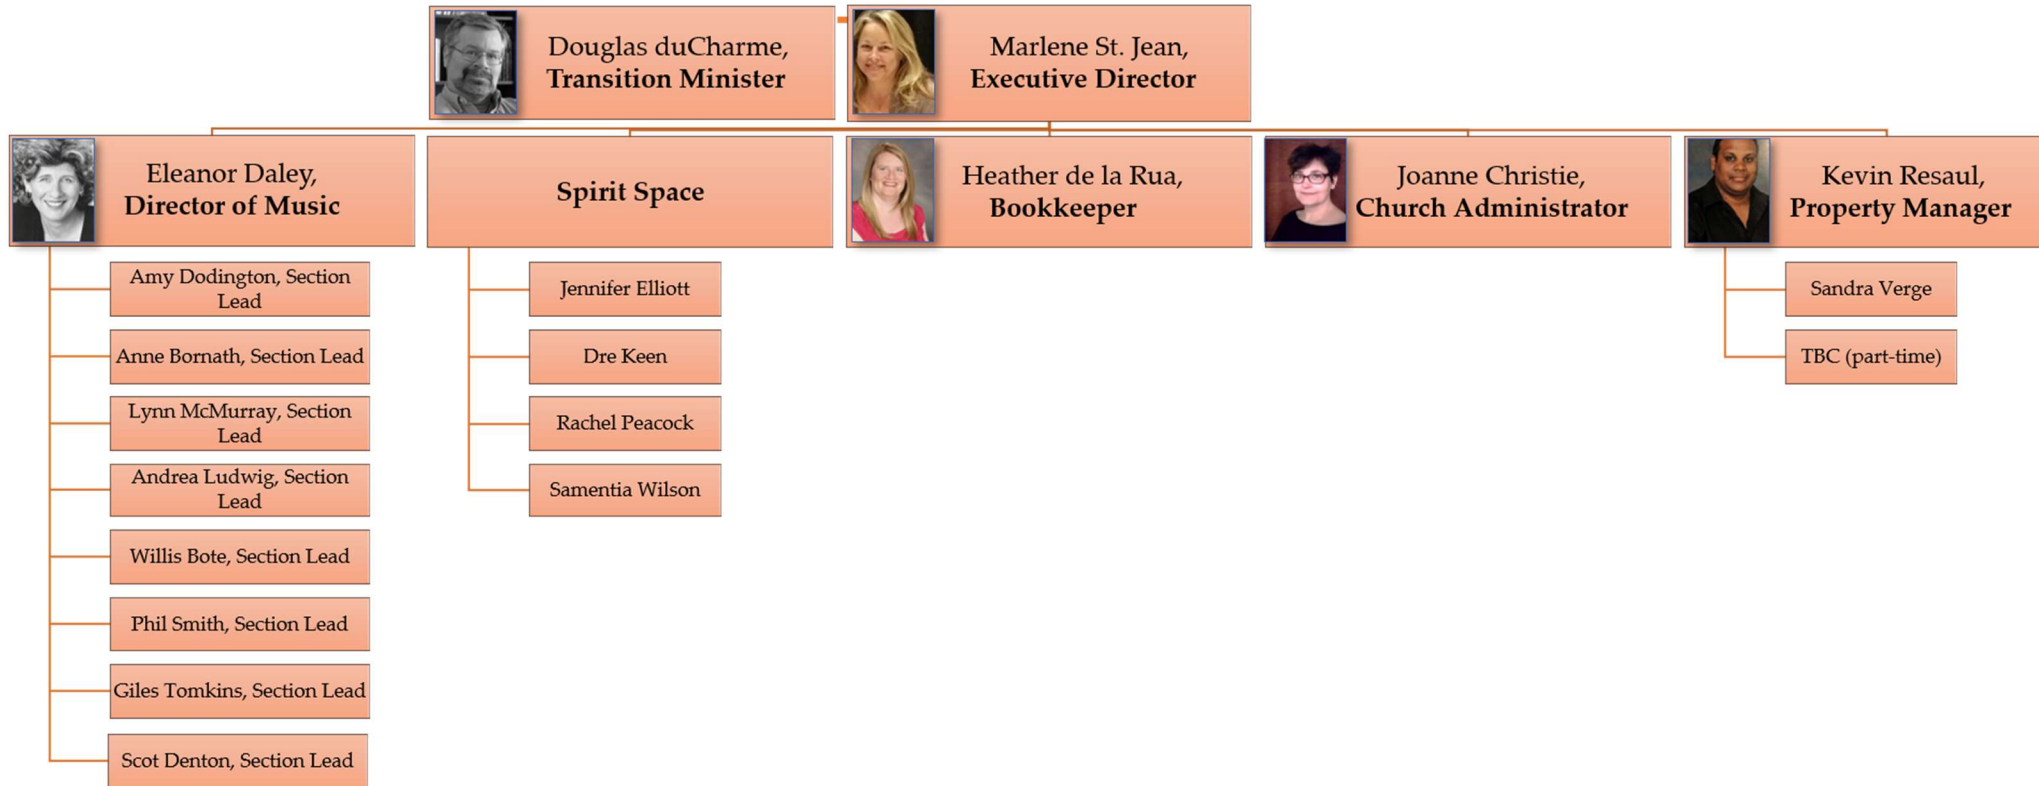 Douglas duCharme,
Transition Minister
Marlene St. Jean,
Executive Director
Eleanor Daley,
Director of Music
Spirit Space
Heather de la Rua,
Bookkeeper
Joanne Christie,
Church Administrator
Kevin Resaul,
Property Manager
Amy Dodington, Section
Lead
Anne Bornath, Section Lead
Lynn McMurray, Section
Lead
Andrea Ludwig, Section
Lead
Willis Bote, Section Lead
Phil Smith, Section Lead
Giles Tomkins, Section Lead
Scot Denton, Section Lead
Jennifer Elliott
Dre Keen
Rachel Peacock
Samentia Wilson
Sandra Verge
TBC (part-time)